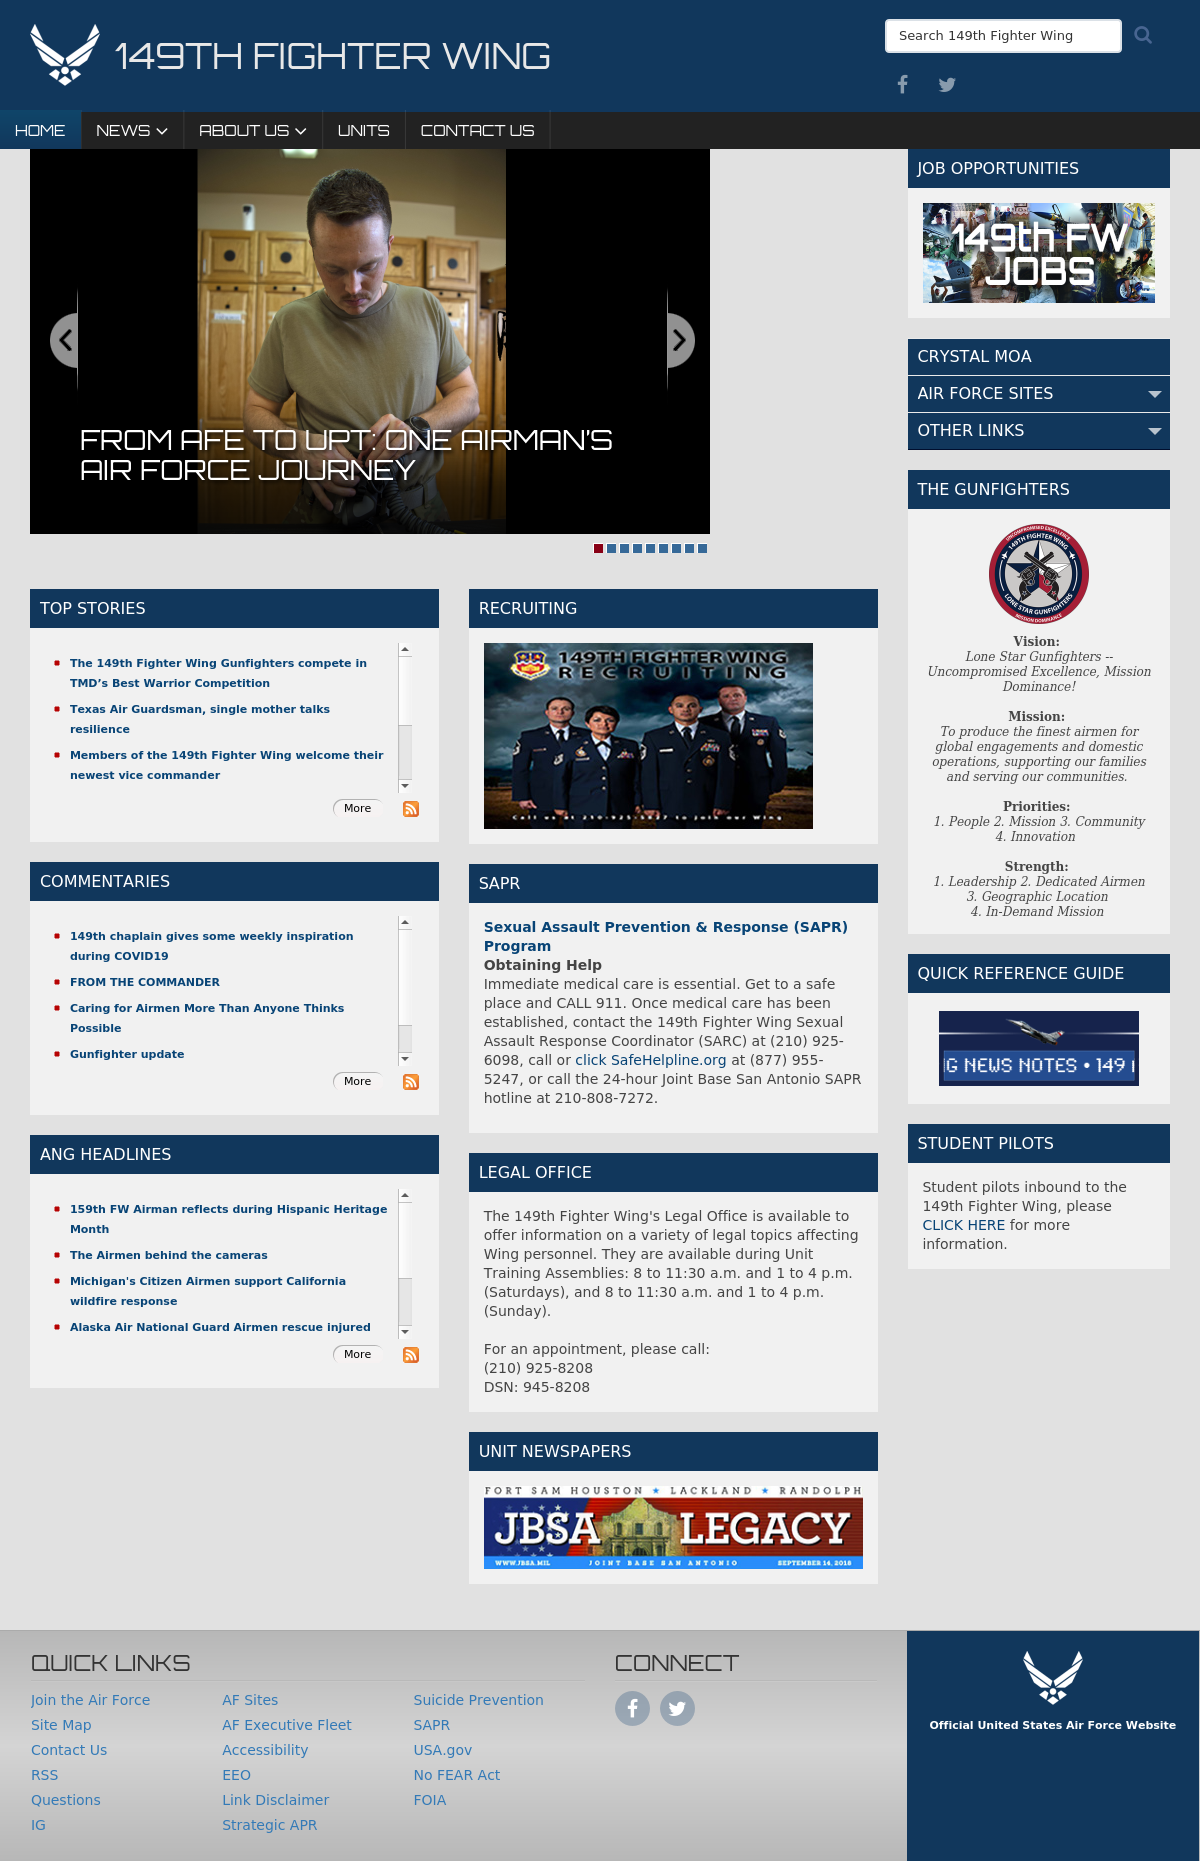 149TH FIGHTER WING
Search 149th Fighter Wing
HOME
NEWS
ABOUT US
UNITS
CONTACT US
FROM AFE TO UPT: ONE AIRMAN'S
AIR FORCE JOURNEY
TOP STORIES
The 149th Fighter Wing Gunfighters compete in
TMD’s Best Warrior Competition
Texas Air Guardsman, single mother talks
resilience
Members of the 149th Fighter Wing welcome their
newest vice commander
More
COMMENTARIES
149th chaplain gives some weekly inspiration
during COVID19
FROM THE COMMANDER
Caring for Airmen More Than Anyone Thinks
Possible
Gunfighter update
More
ANG HEADLINES
159th FW Airman reflects during Hispanic Heritage
Month
The Airmen behind the cameras
Michigan's Citizen Airmen support California
wildfire response
Alaska Air National Guard Airmen rescue injured
More
RECRUITING
149TH FIGHTER WING
RECRUITING
Call us at 210-925-5827 to join our Wing
SAPR
Sexual Assault Prevention & Response (SAPR)
Program
Obtaining Help
Immediate medical care is essential. Get to a safe
place and CALL 911. Once medical care has been
established, contact the 149th Fighter Wing Sexual
Assault Response Coordinator (SARC) at (210) 925-
6098, call or click SafeHelpline.org at (877) 955-
5247, or call the 24-hour Joint Base San Antonio SAPR
hotline at 210-808-7272.
LEGAL OFFICE
The 149th Fighter Wing's Legal Office is available to
offer information on a variety of legal topics affecting
Wing personnel. They are available during Unit
Training Assemblies: 8 to 11:30 a.m. and 1 to 4 p.m.
(Saturdays), and 8 to 11:30 a.m. and 1 to 4 p.m.
(Sunday).
For an appointment, please call:
(210) 925-8208
DSN: 945-8208
UNIT NEWSPAPERS
FORT SAM HOUSTON ★ LACKLAND ★ RANDOLPH
JBSA LEGACY
WWW.JBSA.MIL JOINT BASE SAN ANTONIO SEPTEMBER 14, 2018
JOB OPPORTUNITIES
149th FW
JOBS
CRYSTAL MOA
AIR FORCE SITES
OTHER LINKS
THE GUNFIGHTERS
UNCOMPROMISED EXCELLENCE
149TH FIGHTER WING
LONE STAR GUNFIGHTERS
MISSION DOMINANCE
Vision:
Lone Star Gunfighters --
Uncompromised Excellence, Mission
Dominance!
Mission:
To produce the finest airmen for
global engagements and domestic
operations, supporting our families
and serving our communities.
Priorities:
1. People 2. Mission 3. Community
4. Innovation
Strength:
1. Leadership 2. Dedicated Airmen
3. Geographic Location
4. In-Demand Mission
QUICK REFERENCE GUIDE
G NEWS NOTES • 149
STUDENT PILOTS
Student pilots inbound to the
149th Fighter Wing, please
CLICK HERE for more
information.
QUICK LINKS
Join the Air Force
Site Map
Contact Us
RSS
Questions
IG
AF Sites
AF Executive Fleet
Accessibility
EEO
Link Disclaimer
Strategic APR
Suicide Prevention
SAPR
USA.gov
No FEAR Act
FOIA
CONNECT
Official United States Air Force Website